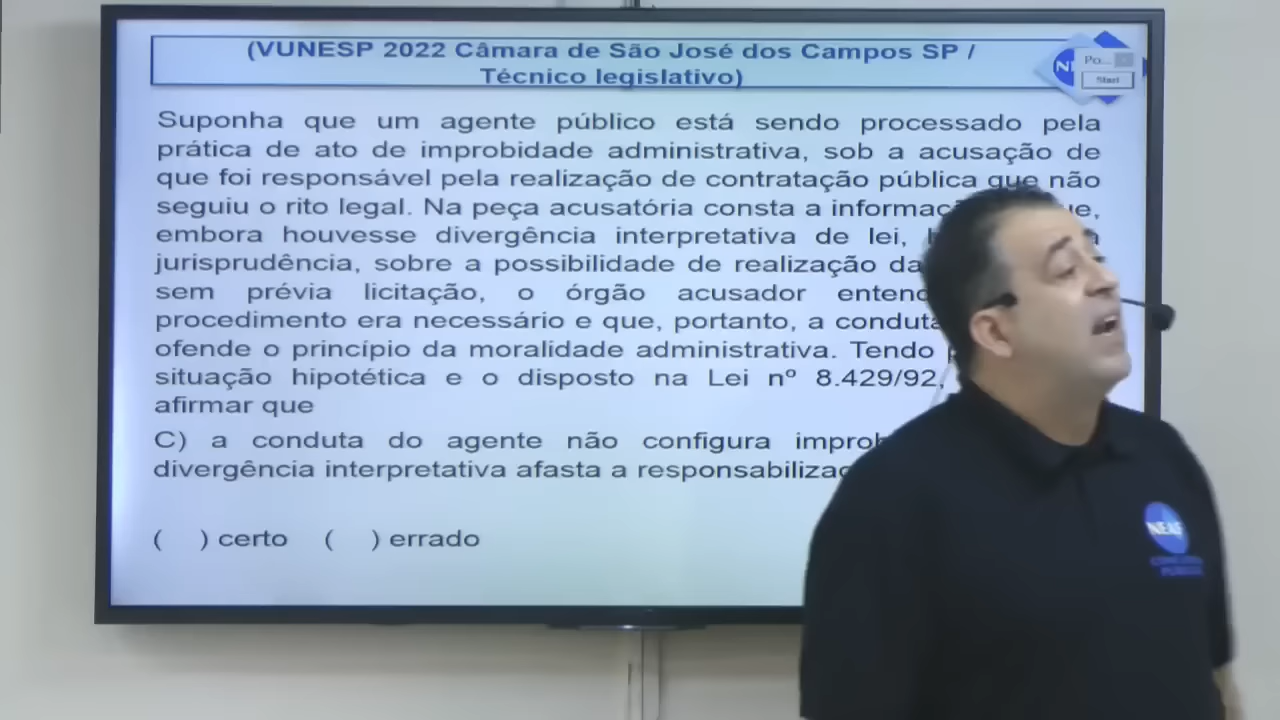 (VUNESP 2022 Câmara de São José dos Campos SP /
Técnico legislativo)
Po...
Start
Suponha que um agente público está sendo processado pela
prática de ato de improbidade administrativa, sob a acusação de
que foi responsável pela realização de contratação pública que não
seguiu o rito legal. Na peça acusatória consta a
embora houvesse divergência interpretativa de lei,
jurisprudência, sobre a possibilidade de realização da
sem prévia licitação, o órgão acusador
procedimento era necessário e que, portanto, a
ofende o princípio da moralidade administrativa. Tendo
situação hipotética e o disposto na Lei nº 8.429/92,
afirmar que
C) a conduta do agente não configura
divergência interpretativa afasta a
( ) certo ( ) errado
NEAF